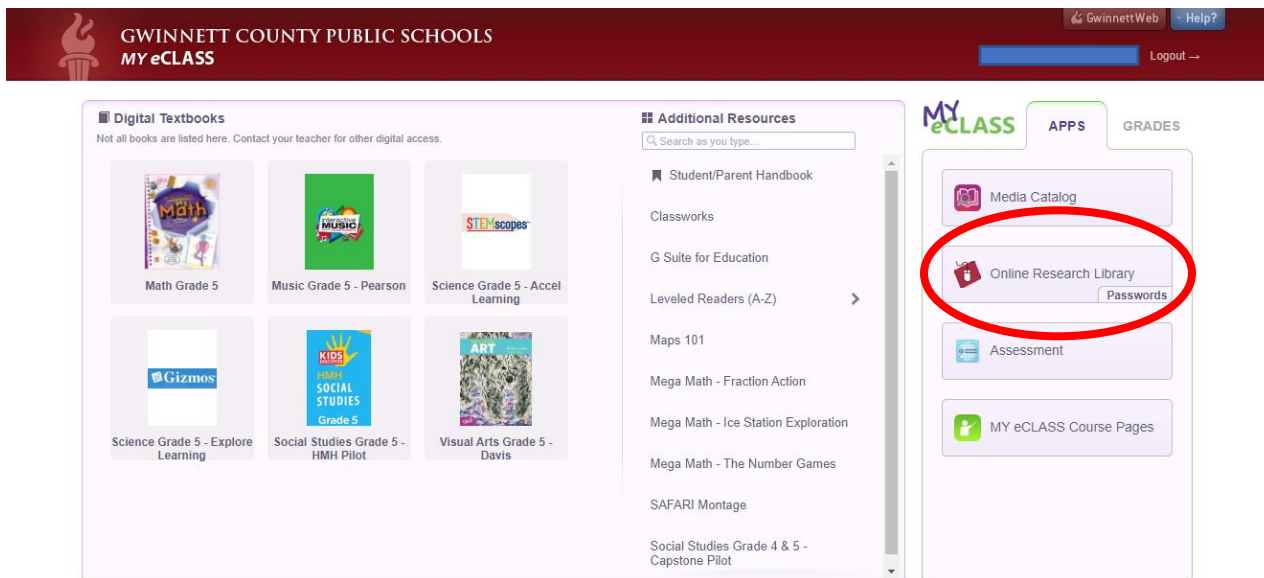 GwinnettWeb
Help?
GWINNETT COUNTY PUBLIC SCHOOLS
MY eCLASS
Logout →
Digital Textbooks
Not all books are listed here. Contact your teacher for other digital access.
Math
Math Grade 5
interactive
MUSIC
Music Grade 5 - Pearson
STEMscopes
Science Grade 5 - Accel
Learning
Gizmos
Science Grade 5 - Explore
Learning
KIDS
DISCOVER
HMH
SOCIAL
STUDIES
Grade 5
Social Studies Grade 5 -
HMH Pilot
ART
Visual Arts Grade 5 -
Davis
Additional Resources
Search as you type...
Student/Parent Handbook
Classworks
G Suite for Education
Leveled Readers (A-Z)
Maps 101
Mega Math - Fraction Action
Mega Math - Ice Station Exploration
Mega Math - The Number Games
SAFARI Montage
Social Studies Grade 4 & 5 -
Capstone Pilot
MY
eCLASS
APPS
GRADES
Media Catalog
Online Research Library
Passwords
Assessment
MY eCLASS Course Pages